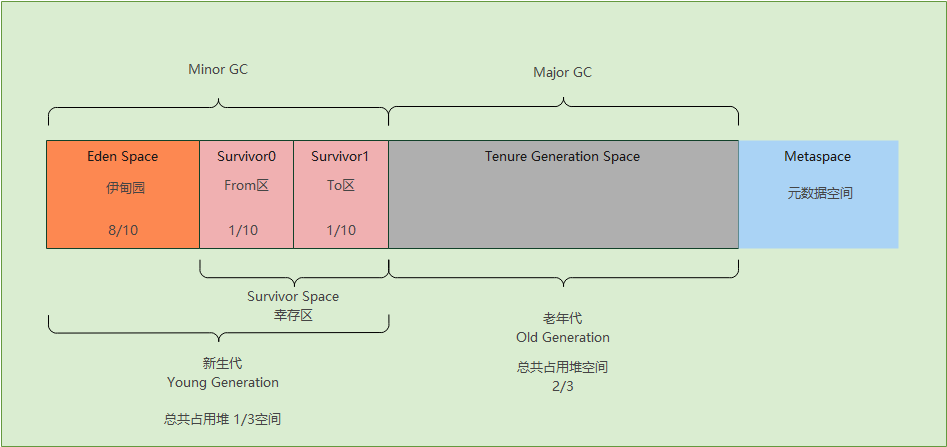 Minor GC
Major GC
Eden Space
伊甸园
8/10
Survivor0
From区
1/10
Survivor1
To区
1/10
Tenure Generation Space
Metaspace
元数据空间
Survivor Space
幸存区
新生代
Young Generation
总共占用堆 1/3空间
老年代
Old Generation
总共占用堆空间
2/3